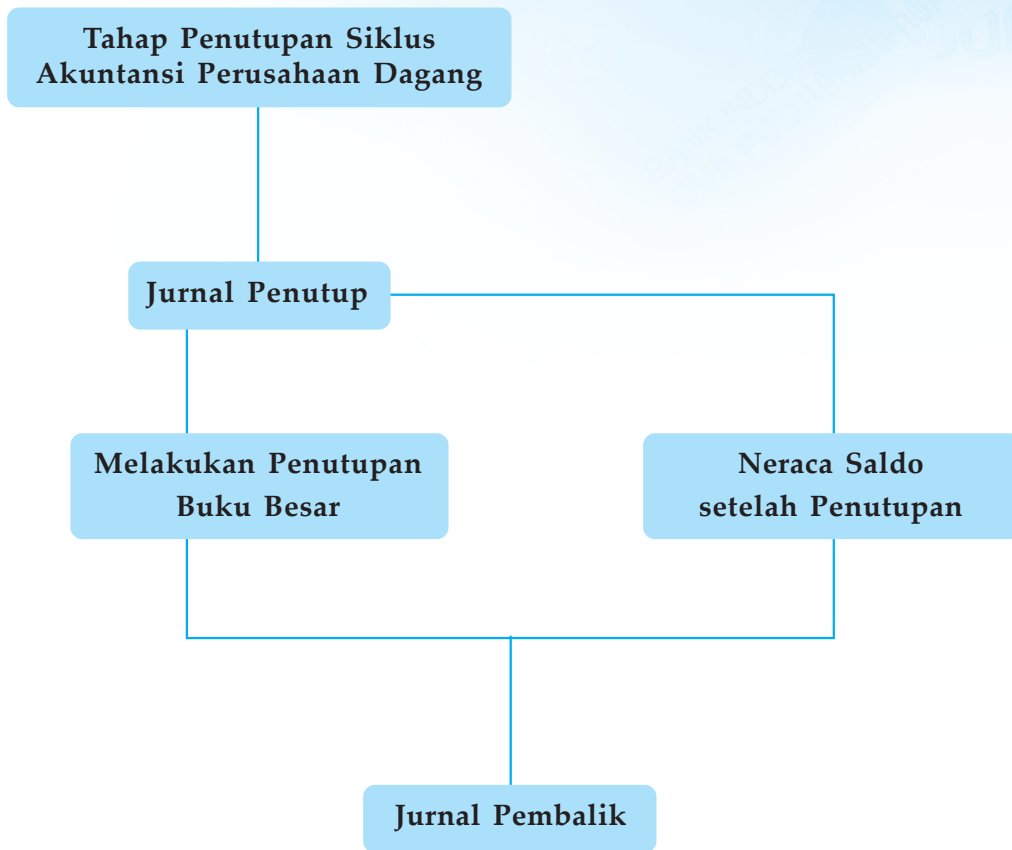 Tahap Penutupan Siklus
Akuntansi Perusahaan Dagang
Jurnal Penutup
Melakukan Penutupan
Buku Besar
Neraca Saldo
setelah Penutupan
Jurnal Pembalik